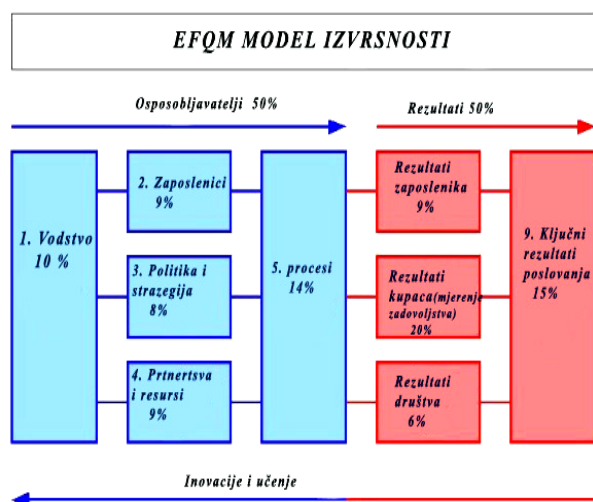 EFQM MODEL IZVRSNOSTI
Osposobljavatelji 50%
Rezultati 50%
1. Vodstvo
10 %
2. Zaposlenici
9%
3. Politika i
strazegija
8%
4. Prtnertsva
i resursi
9%
5. procesi
14%
Rezultati
zaposlenika
9%
Rezultati
kupaca(mjerenje
zadovoljstva)
20%
Rezultati
društva
6%
9. Ključni
rezultati
poslovanja
15%
Inovacije i učenje